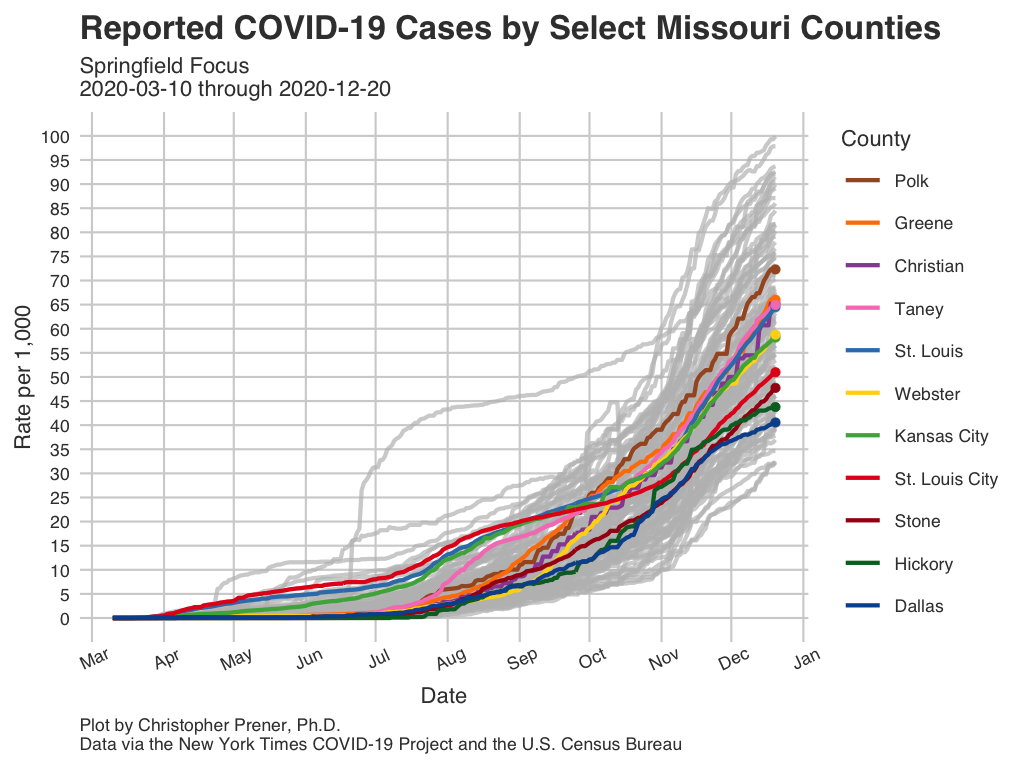 Reported COVID-19 Cases by Select Missouri Counties
Springfield Focus
2020-03-10 through 2020-12-20
Rate per 1,000
100
95
90
85
80
75
70
65
60
55
50
45
40
35
30
25
20
15
10
5
0
Mar
Apr
May
Jun
Jul
Aug
Sep
Oct
Nov
Dec
Jan
Date
County
Polk
Greene
Christian
Taney
St. Louis
Webster
Kansas City
St. Louis City
Stone
Hickory
Dallas
Plot by Christopher Prener, Ph.D.
Data via the New York Times COVID-19 Project and the U.S. Census Bureau